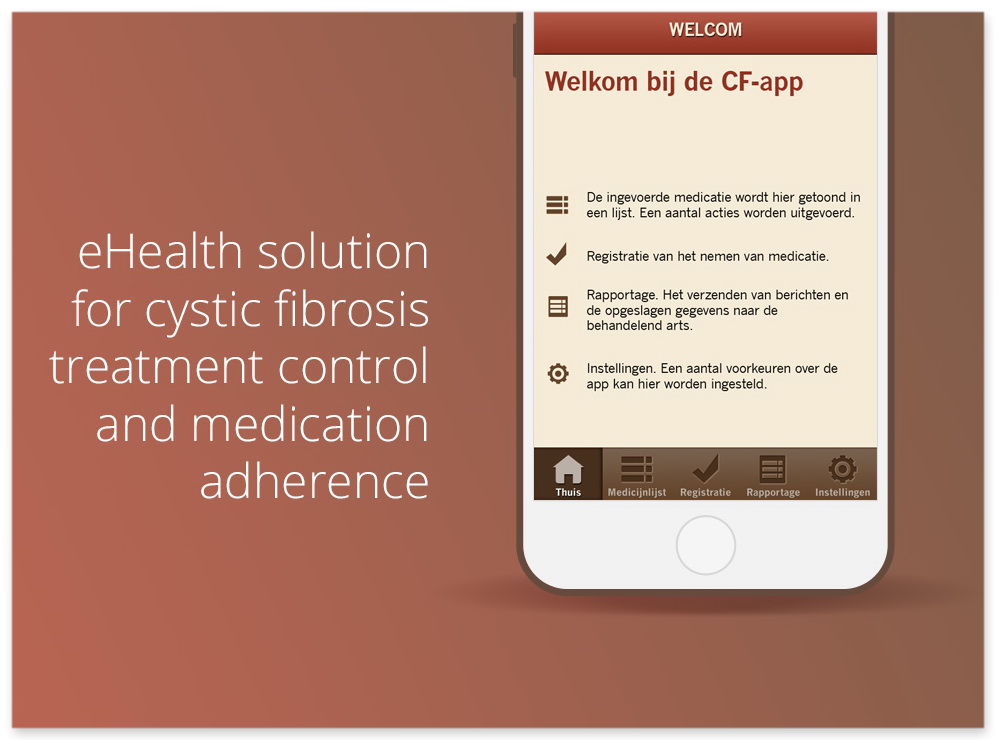 eHealth solution
for cystic fibrosis
treatment control
and medication
adherence
WELCOM
Welkom bij de CF-app
De ingevoerde medicatie wordt hier getoond in
een lijst. Een aantal acties worden uitgevoerd.
Registratie van het nemen van medicatie.
Rapportage. Het verzenden van berichten en
de opgeslagen gegevens naar de
behandelend arts.
Instellingen. Een aantal voorkeuren over de
app kan hier worden ingesteld.
Thuis Medicijnlijst Registratie Rapportage Instellingen